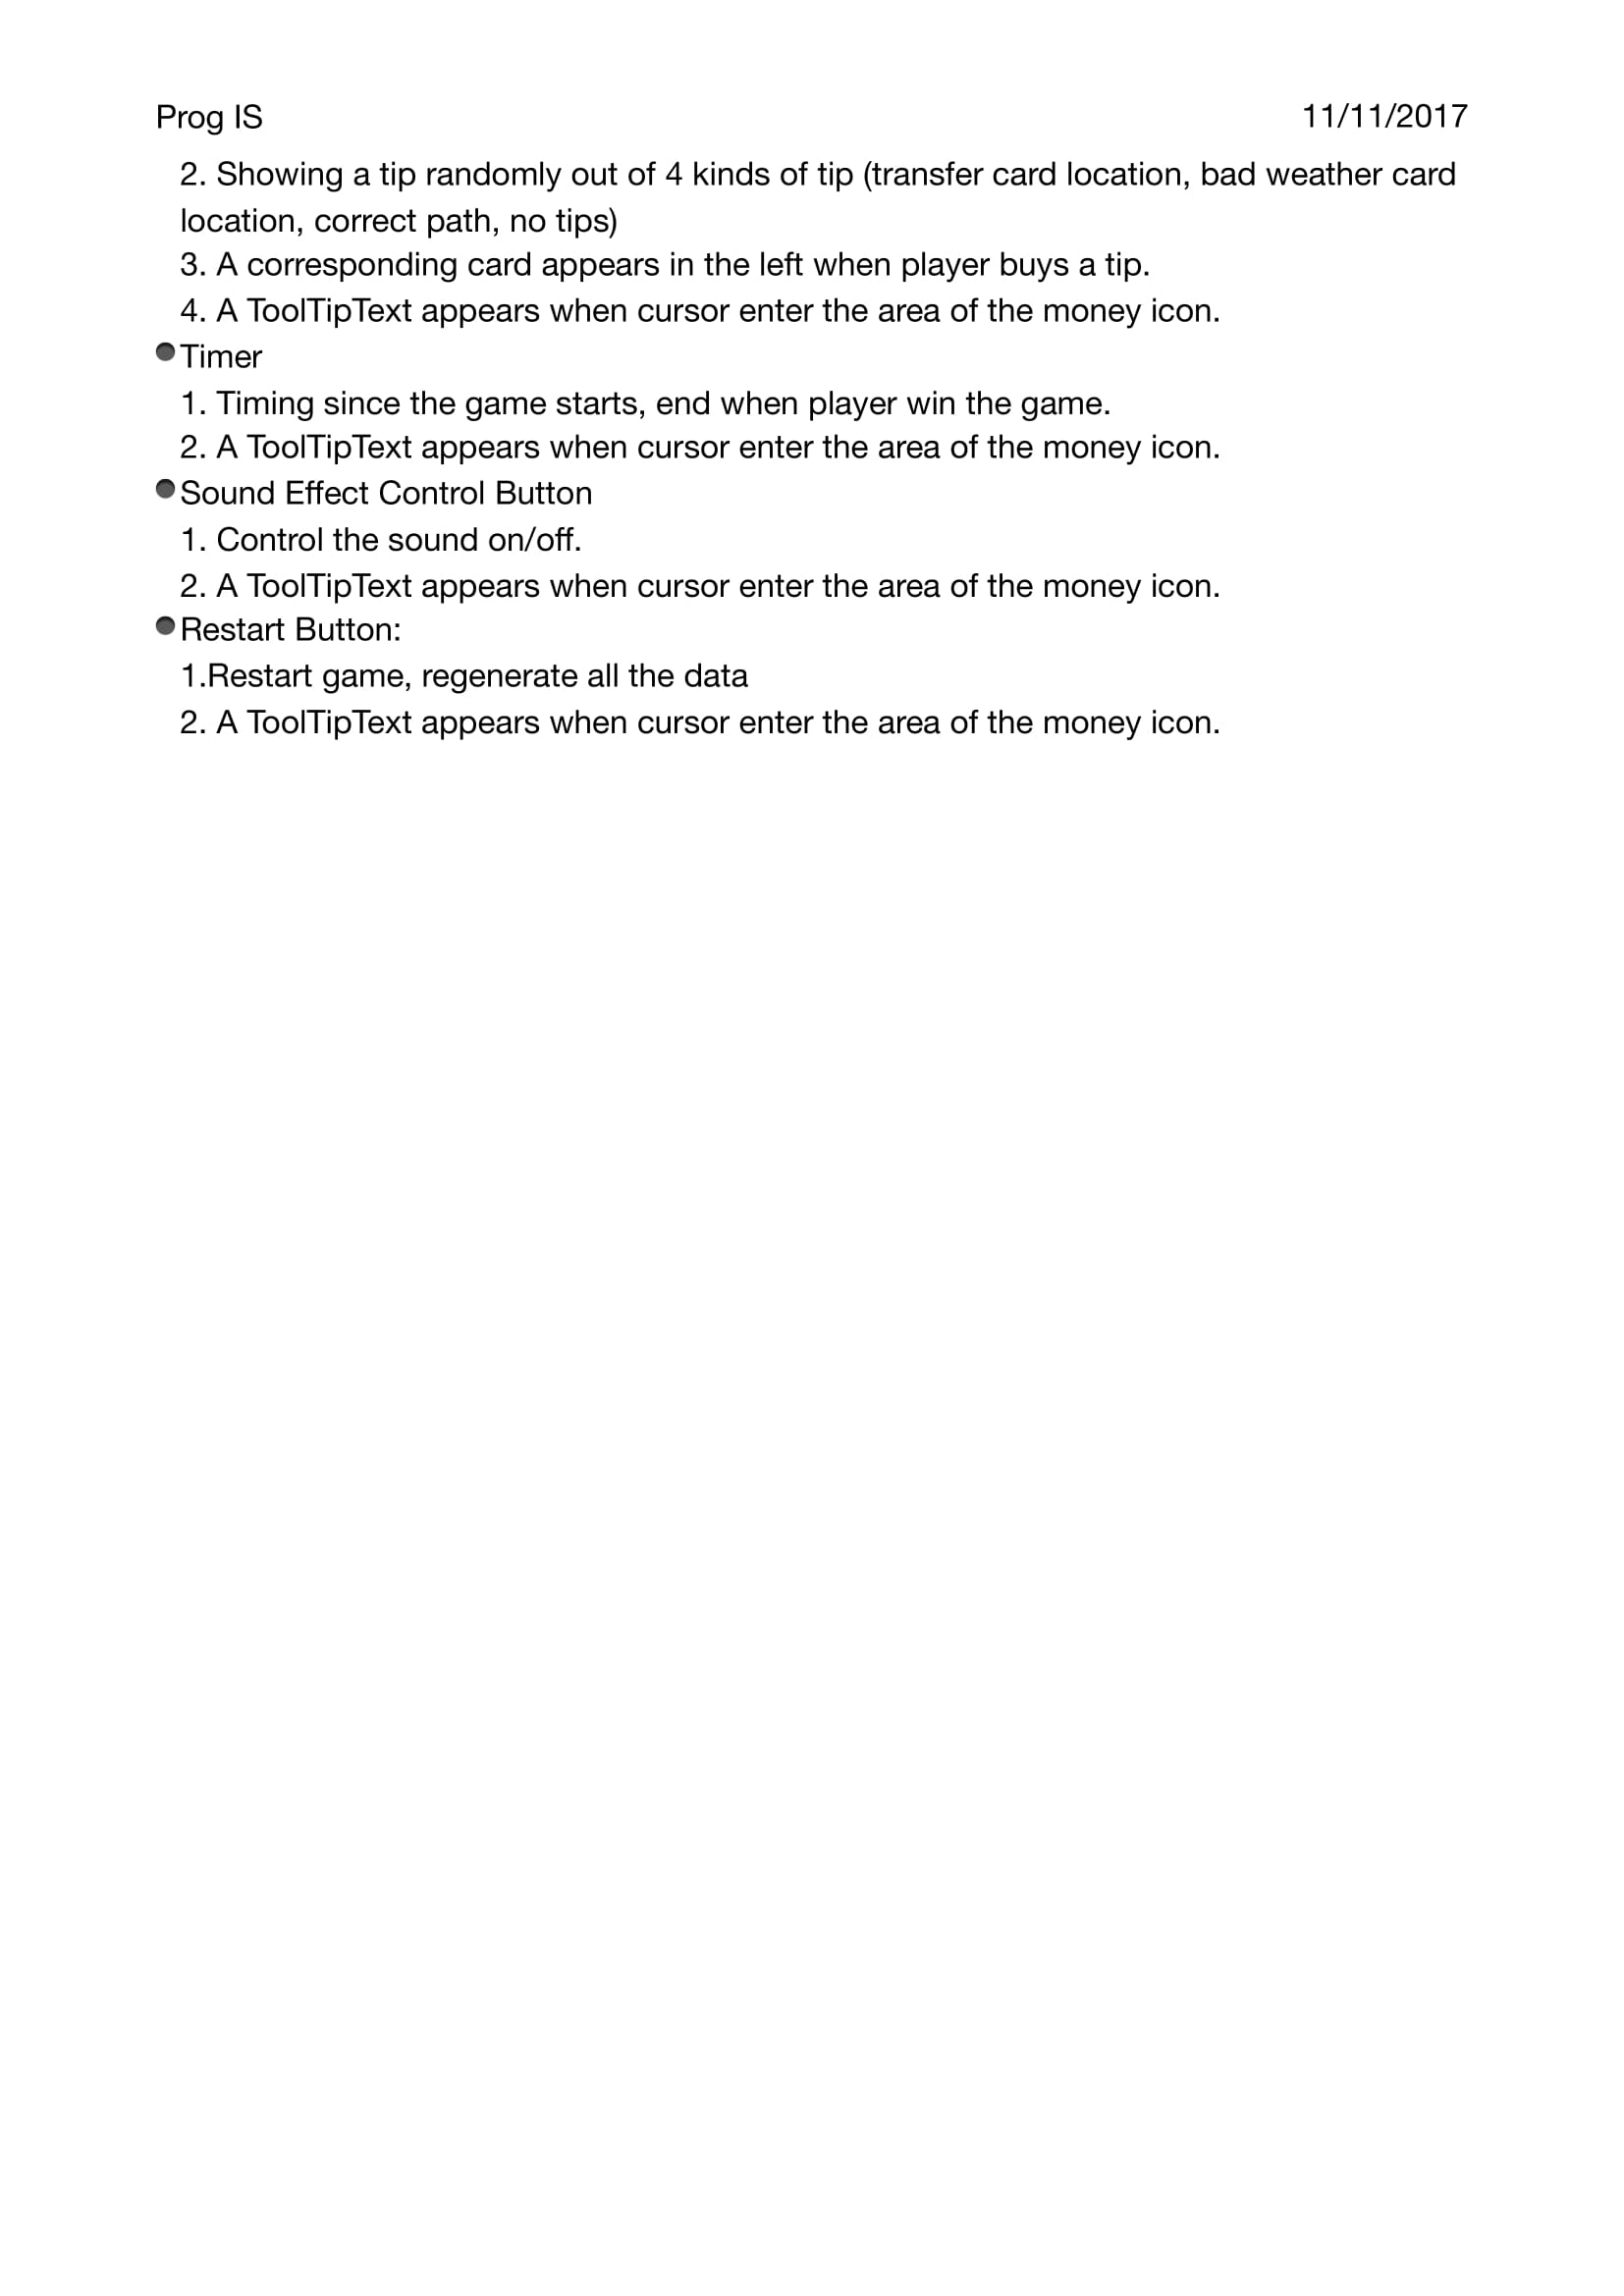 Prog IS 11/11/2017
2. Showing a tip randomly out of 4 kinds of tip (transfer card location, bad weather card
location, correct path, no tips)
3. A corresponding card appears in the left when player buys a tip.
4. A ToolTipText appears when cursor enter the area of the money icon.
Timer
1. Timing since the game starts, end when player win the game.
2. A ToolTipText appears when cursor enter the area of the money icon.
Sound Effect Control Button
1. Control the sound on/off.
2. A ToolTipText appears when cursor enter the area of the money icon.
Restart Button:
1.Restart game, regenerate all the data
2. A ToolTipText appears when cursor enter the area of the money icon.